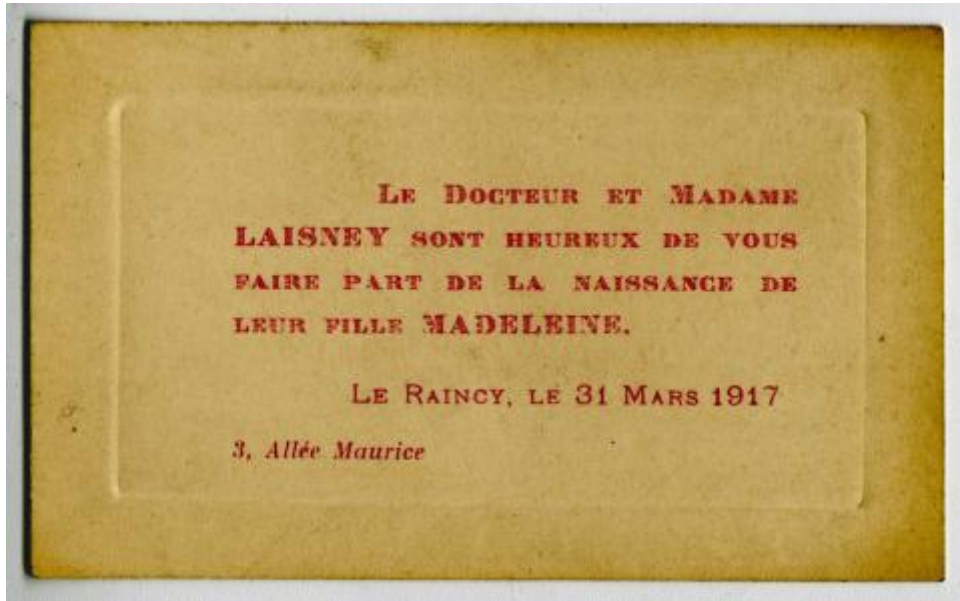 Le Docteur et Madame
LAISNEY sont heureux de vous
faire part de la naissance de
leur fille MADELEINE.
Le Raincy, le 31 Mars 1917
3, Allée Maurice